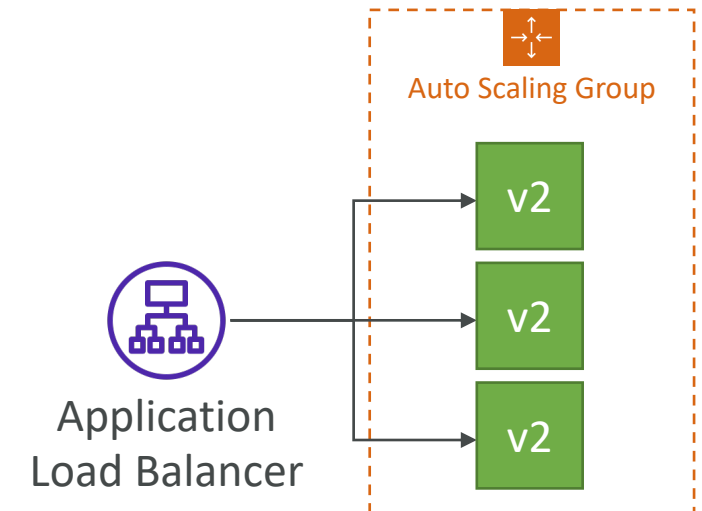 Auto Scaling Group
v2
v2
v2
Application
Load Balancer